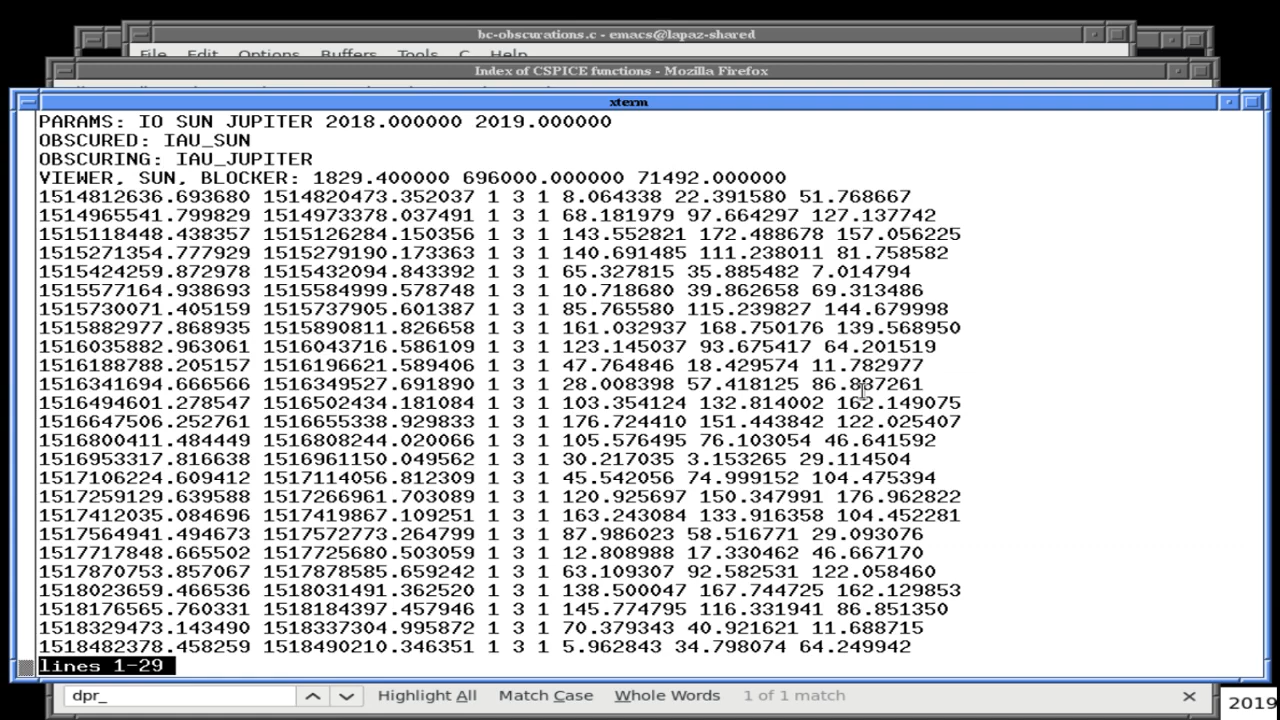 bc-obscurations.c - emacs@lapaz-shared
File Edit Options Buffers Tools C Help
Index of CSPICE functions - Mozilla Firefox
xterm
PARAMS: IO SUN JUPITER 2018.000000 2019.000000
OBSCURED: IAU_SUN
OBSCURING: IAU_JUPITER
VIEWER, SUN, BLOCKER: 1829.400000 696000.000000 71492.000000
1514812636.693680 1514820473.352037 1 3 1 8.064338 22.391580 51.768667
1514965541.799829 1514973378.037491 1 3 1 68.181979 97.664297 127.137742
1515118448.438357 1515126284.150356 1 3 1 143.552821 172.488678 157.056225
1515271354.777929 1515279190.173363 1 3 1 140.691485 111.238011 81.758582
1515424259.872978 1515432094.843392 1 3 1 65.327815 35.885482 7.014794
1515577164.938693 1515584999.578748 1 3 1 10.718680 39.862658 69.313486
1515730071.405159 1515737905.601387 1 3 1 85.765580 115.239827 144.679998
1515882977.868935 1515890811.826658 1 3 1 161.032937 168.750176 139.568950
1516035882.963061 1516043716.586109 1 3 1 123.145037 93.675417 64.201519
1516188788.205157 1516196621.589406 1 3 1 47.764846 18.429574 11.782977
1516341694.666566 1516349527.691890 1 3 1 28.008398 57.418125 86.887261
1516494601.278547 1516502434.181084 1 3 1 103.354124 132.814002 162.149075
1516647506.252761 1516655338.929833 1 3 1 176.724410 151.443842 122.025407
1516800411.484449 1516808244.020066 1 3 1 105.576495 76.103054 46.641592
1516953317.816638 1516961150.049562 1 3 1 30.217035 3.153265 29.114504
1517106224.609412 1517114056.812309 1 3 1 45.542056 74.999152 104.475394
1517259129.639588 1517266961.703089 1 3 1 120.925697 150.347991 176.962822
1517412035.084696 1517419867.109251 1 3 1 163.243084 133.916358 104.452281
1517564941.494673 1517572773.264799 1 3 1 87.986023 58.516771 29.093076
1517717848.665502 1517725680.503059 1 3 1 12.808988 17.330462 46.667170
1517870753.857067 1517878585.659242 1 3 1 63.109307 92.582531 122.058460
1518023659.466536 1518031491.362520 1 3 1 138.500047 167.744725 162.129853
1518176565.760331 1518184397.457946 1 3 1 145.774795 116.331941 86.851350
1518329473.143490 1518337304.995872 1 3 1 70.379343 40.921621 11.688715
1518482378.458259 1518490210.346351 1 3 1 5.962843 34.798074 64.249942
lines 1-29
dpr_ Highlight All Match Case Whole Words 1 of 1 match
2019